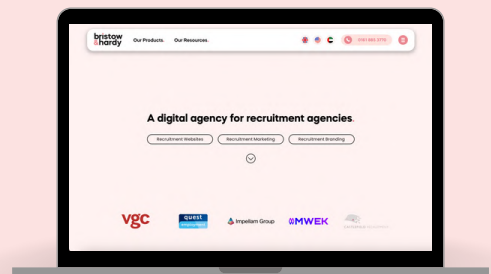 bristow
&hardy
Our Products.
Our Resources.
A digital agency for recruitment agencies.
Recruitment Websites
Recruitment Marketing
Recruitment Branding
vgc
quest
Impellam Group
MWEK